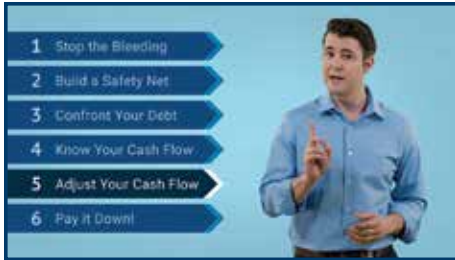 1 Stop the Bleeding
2 Build a Safety Net
3 Confront Your Debt
4 Know Your Cash Flow
5 Adjust Your Cash Flow
6 Pay It Down!